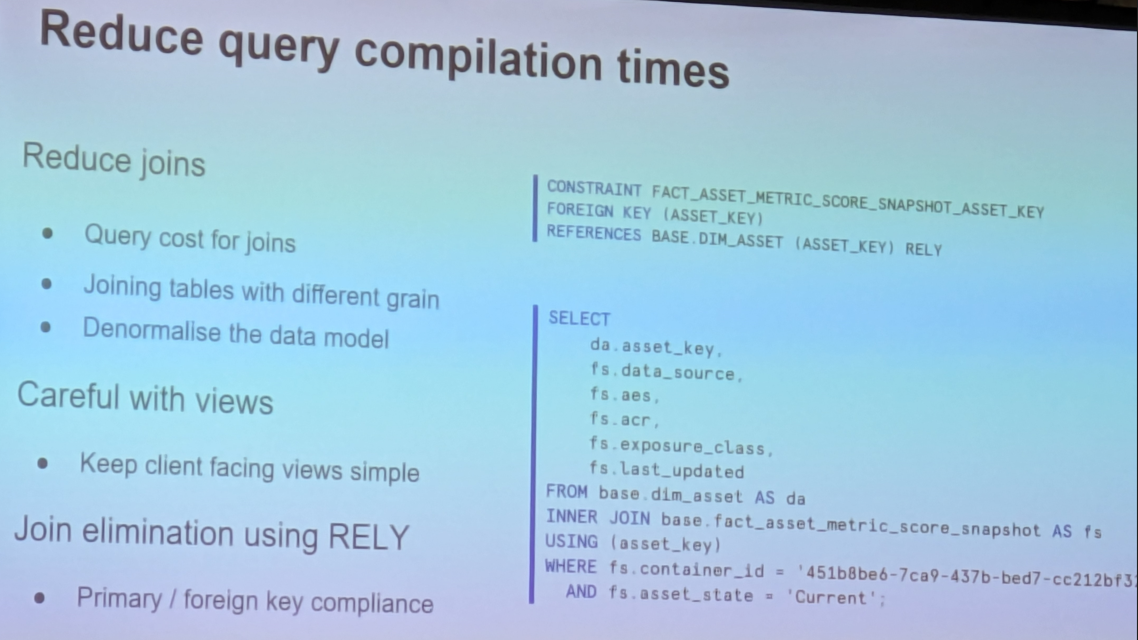 Reduce query compilation times
Reduce joins
• Query cost for joins
• Joining tables with different grain
• Denormalise the data model
Careful with views
• Keep client facing views simple
Join elimination using RELY
• Primary / foreign key compliance
CONSTRAINT FACT_ASSET_METRIC_SCORE_SNAPSHOT_ASSET_KEY
FOREIGN KEY (ASSET_KEY)
REFERENCES BASE.DIM_ASSET (ASSET_KEY) RELY
SELECT
da.asset_key,
fs.data_source,
fs.aes,
fs.acr,
fs.exposure_class,
fs.last_updated
FROM base.dim_asset AS da
INNER JOIN base.fact_asset_metric_score_snapshot AS fs
USING (asset_key)
WHERE fs.container_id = '451b8be6-7ca9-437b-bed7-cc212bf3
AND fs.asset_state = 'Current';